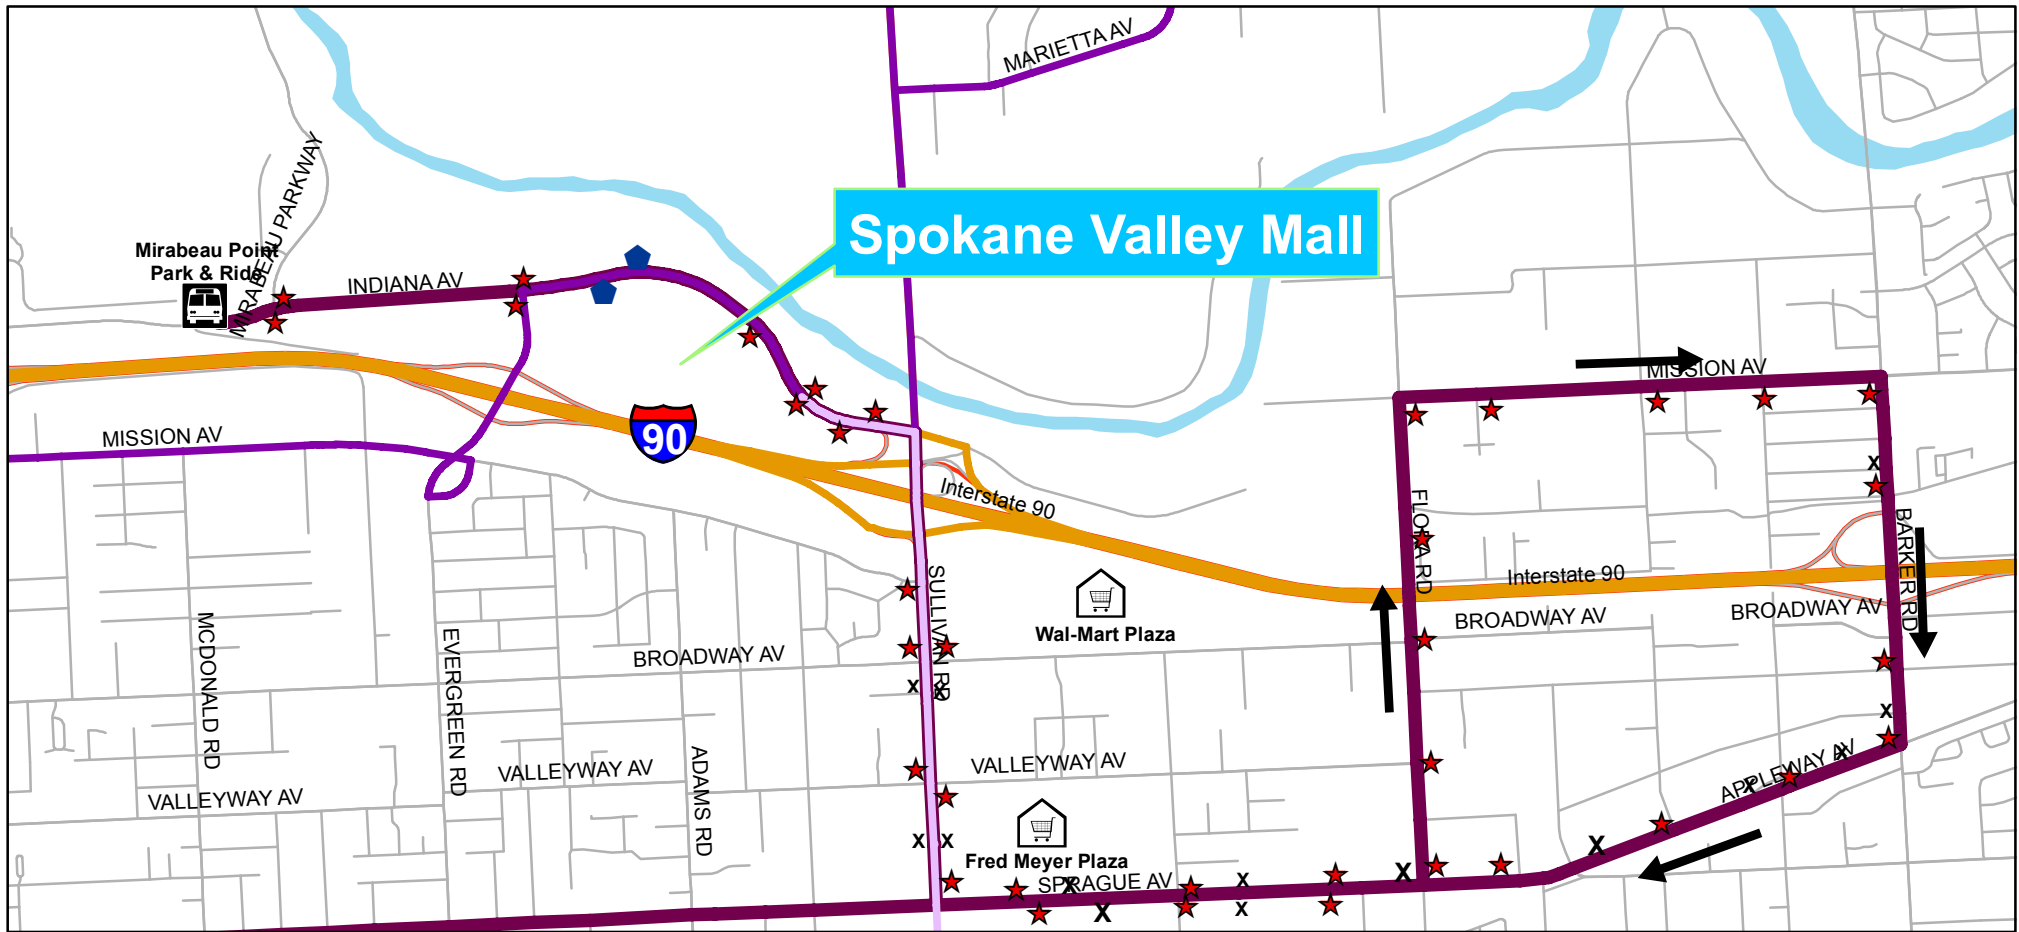 MARIETTA AV
MIRABEAU PARKWAY
Spokane Valley Mall
Mirabeau Point
Park & Ride
INDIANA AV
MISSION AV
MISSION AV
90
Interstate 90
FLORA RD
BARKER RD
Interstate 90
SULLIVAN RD
Wal-Mart Plaza
BROADWAY AV
BROADWAY AV
MCDONALD RD
EVERGREEN RD
BROADWAY AV
X
X X
X
ADAMS RD
VALLEYWAY AV
VALLEYWAY AV
VALLEYWAY AV
APPLEWAY AV
X
X
X X
X
Fred Meyer Plaza
SPRAGUE AV
X
X
X
X
X